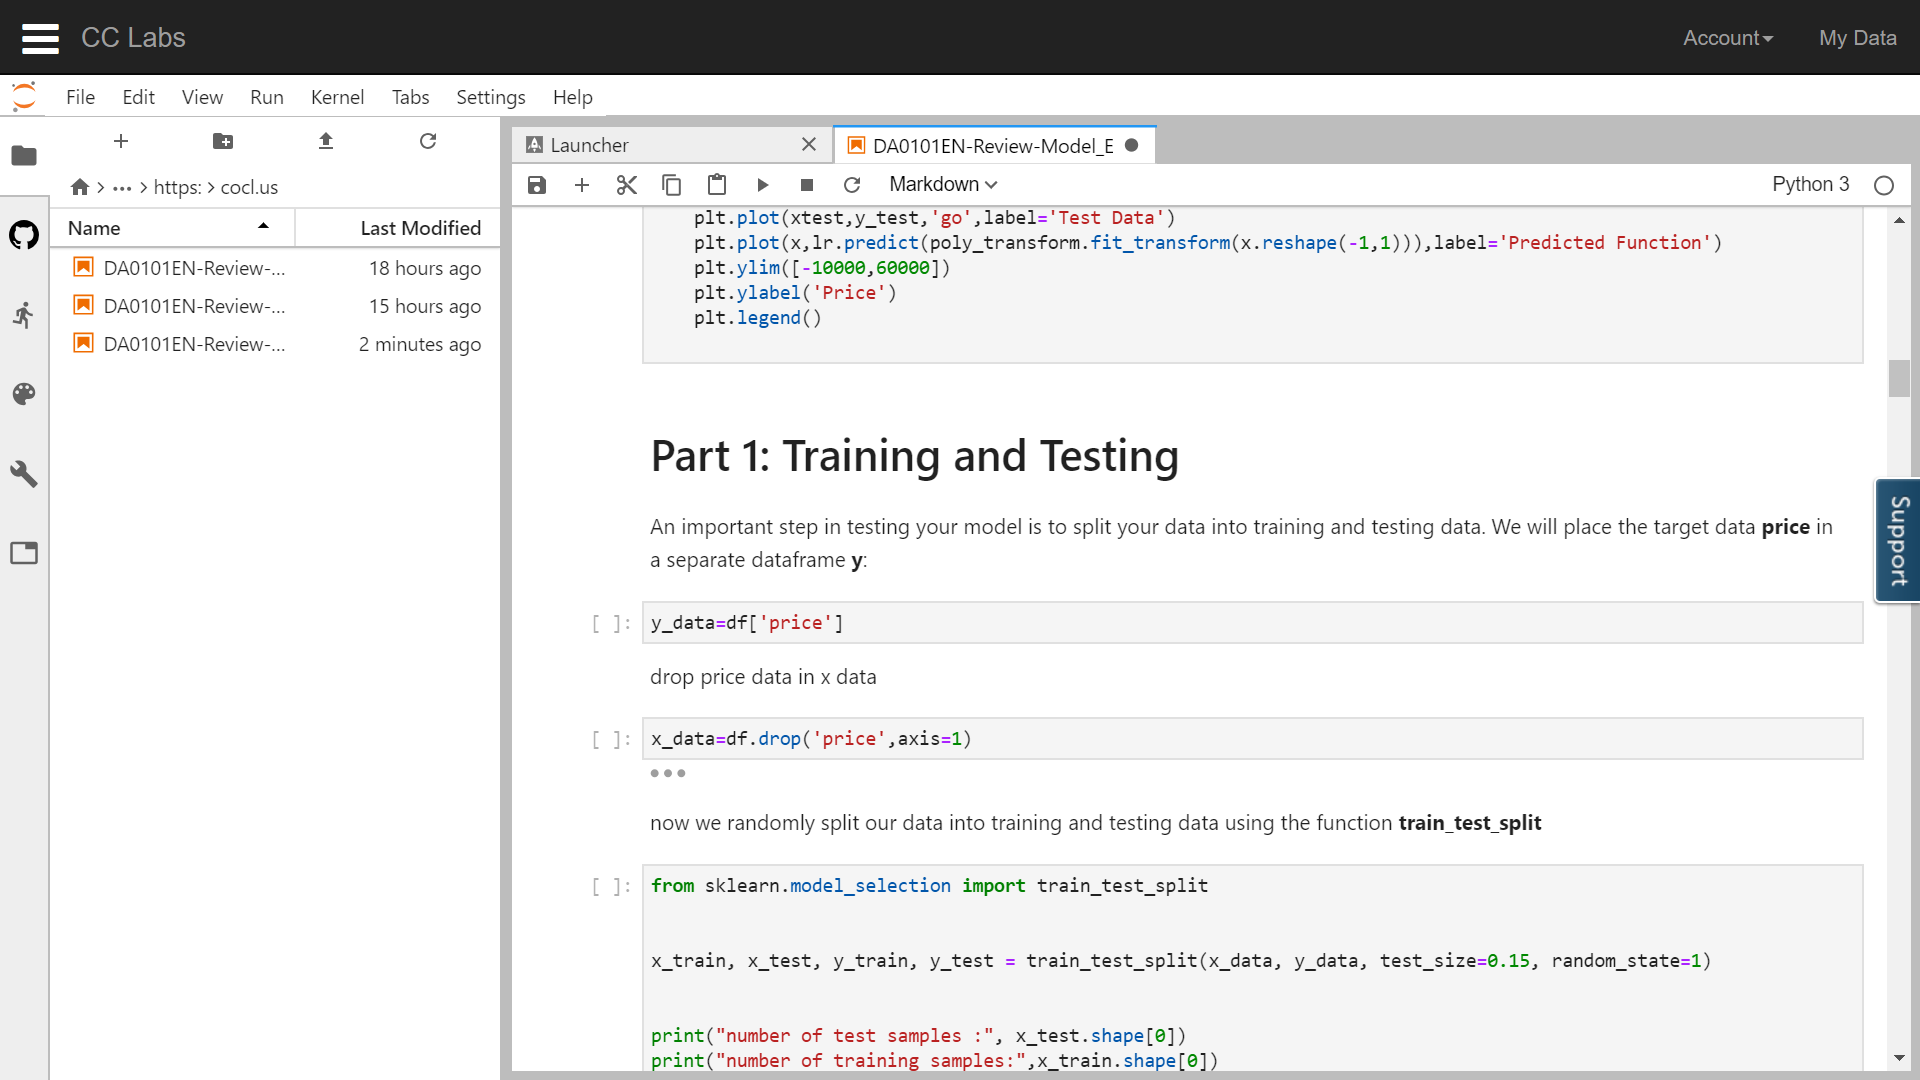 CC Labs
Account
My Data
File Edit View Run Kernel Tabs Settings Help
Launcher
DA0101EN-Review-Model_E
… > https: > cocl.us
Markdown
Python 3
Name
Last Modified
DA0101EN-Review-… 18 hours ago
DA0101EN-Review-… 15 hours ago
DA0101EN-Review-… 2 minutes ago
plt.plot(xtest,y_test,'go',label='Test Data')
plt.plot(x,lr.predict(poly_transform.fit_transform(x.reshape(-1,1))),label='Predicted Function')
plt.ylim([-10000,60000])
plt.ylabel('Price')
plt.legend()
Part 1: Training and Testing
An important step in testing your model is to split your data into training and testing data. We will place the target data price in
a separate dataframe y:
[ ]: y_data=df['price']
drop price data in x data
[ ]: x_data=df.drop('price',axis=1)
now we randomly split our data into training and testing data using the function train_test_split
[ ]: from sklearn.model_selection import train_test_split
x_train, x_test, y_train, y_test = train_test_split(x_data, y_data, test_size=0.15, random_state=1)
print("number of test samples :", x_test.shape[0])
print("number of training samples:",x_train.shape[0])
Support